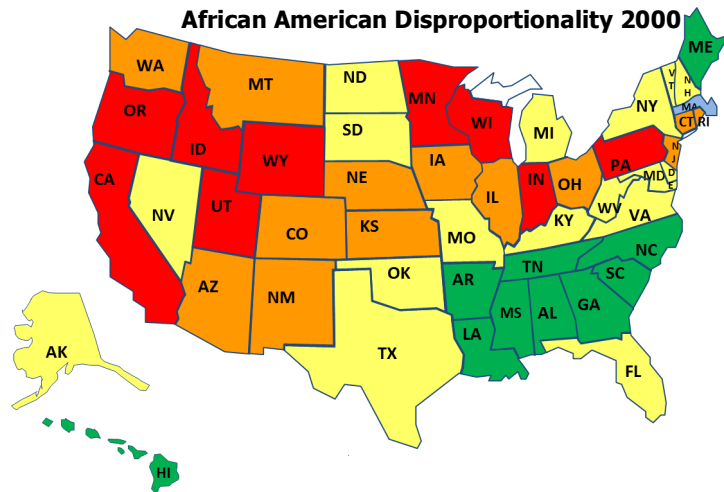 African American Disproportionality 2000
ME
WA
MT
ND
MN
V
T
N
H
OR
ID
SD
WI
MI
NY
MA
CT RI
WY
IA
PA
N
J
CA
NV
UT
NE
IL
IN
OH
MD
D
E
CO
KS
MO
KY
WV
VA
AZ
NM
OK
AR
TN
NC
SC
MS
AL
GA
LA
TX
AK
FL
HI